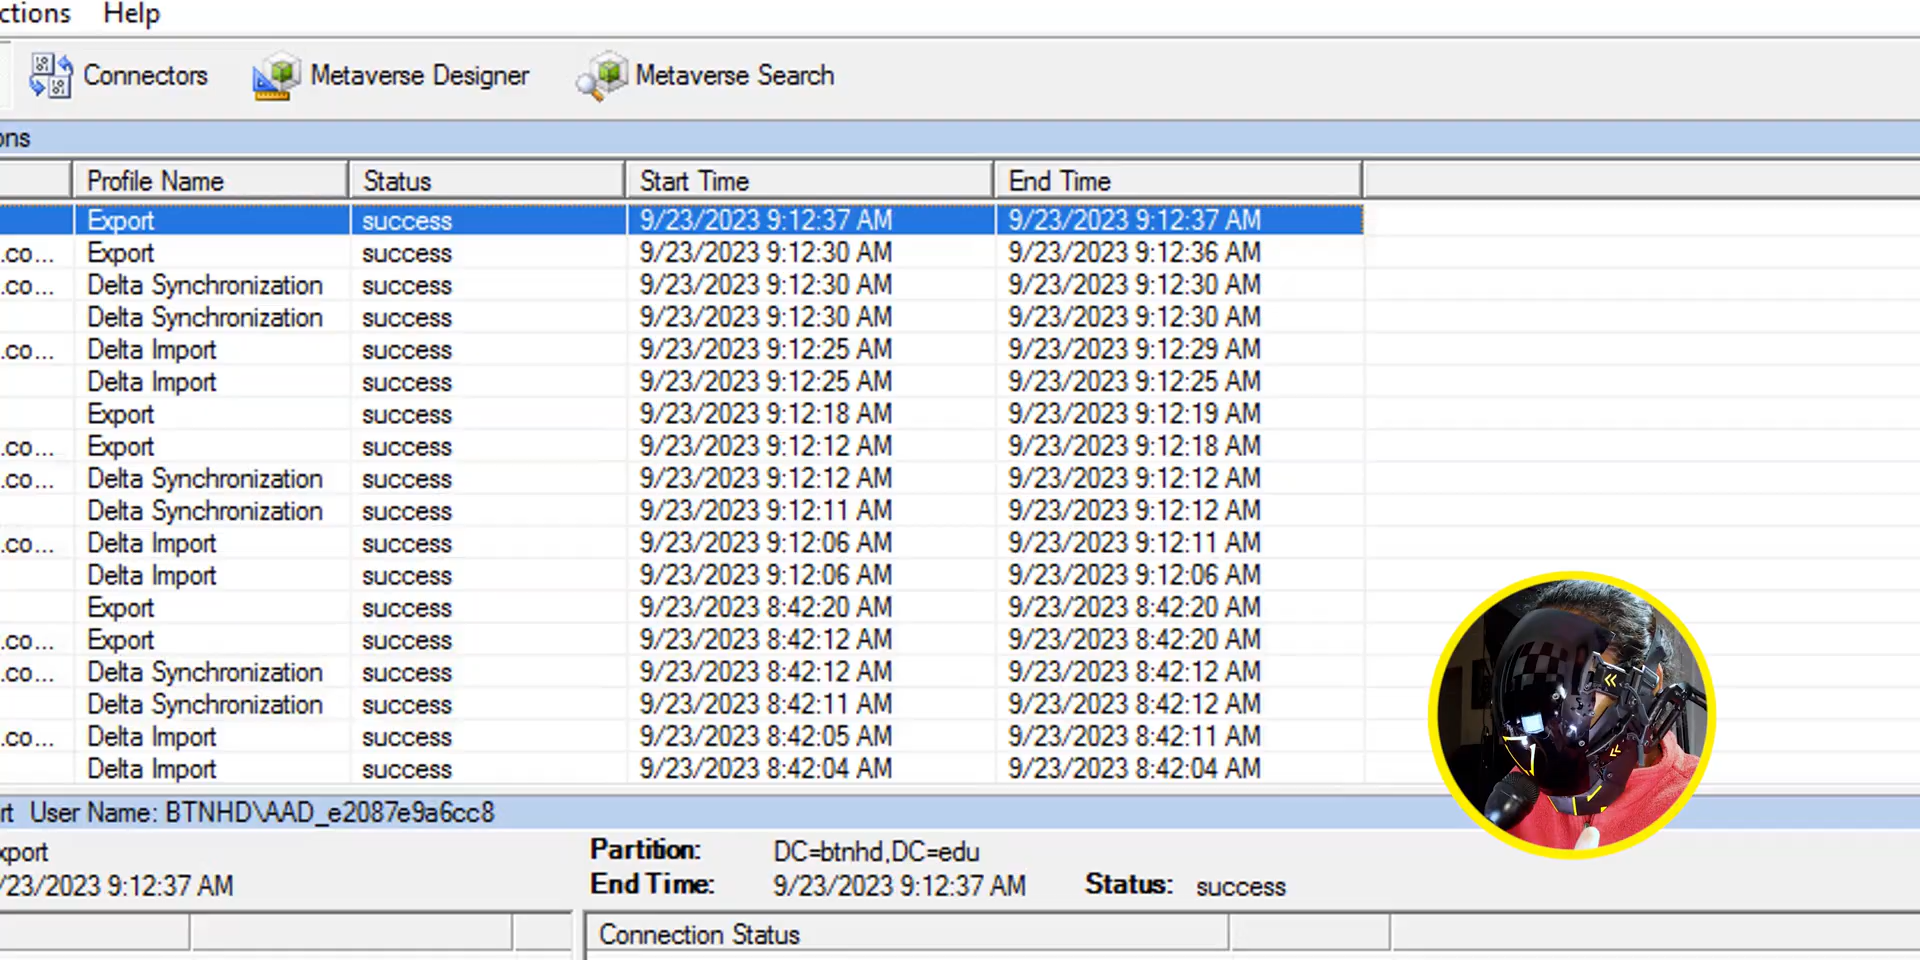 ctions Help
Connectors Metaverse Designer Metaverse Search
ons
Profile Name Status Start Time End Time
Export success 9/23/2023 9:12:37 AM 9/23/2023 9:12:37 AM
.co... Export success 9/23/2023 9:12:30 AM 9/23/2023 9:12:36 AM
.co... Delta Synchronization success 9/23/2023 9:12:30 AM 9/23/2023 9:12:30 AM
Delta Synchronization success 9/23/2023 9:12:30 AM 9/23/2023 9:12:30 AM
.co... Delta Import success 9/23/2023 9:12:25 AM 9/23/2023 9:12:29 AM
Delta Import success 9/23/2023 9:12:25 AM 9/23/2023 9:12:25 AM
Export success 9/23/2023 9:12:18 AM 9/23/2023 9:12:19 AM
.co... Export success 9/23/2023 9:12:12 AM 9/23/2023 9:12:18 AM
.co... Delta Synchronization success 9/23/2023 9:12:12 AM 9/23/2023 9:12:12 AM
Delta Synchronization success 9/23/2023 9:12:11 AM 9/23/2023 9:12:12 AM
.co... Delta Import success 9/23/2023 9:12:06 AM 9/23/2023 9:12:11 AM
Delta Import success 9/23/2023 9:12:06 AM 9/23/2023 9:12:06 AM
Export success 9/23/2023 8:42:20 AM 9/23/2023 8:42:20 AM
.co... Export success 9/23/2023 8:42:12 AM 9/23/2023 8:42:20 AM
.co... Delta Synchronization success 9/23/2023 8:42:12 AM 9/23/2023 8:42:12 AM
Delta Synchronization success 9/23/2023 8:42:11 AM 9/23/2023 8:42:12 AM
.co... Delta Import success 9/23/2023 8:42:05 AM 9/23/2023 8:42:11 AM
Delta Import success 9/23/2023 8:42:04 AM 9/23/2023 8:42:04 AM
rt User Name: BTNHD\AAD_e2087e9a6cc8
xport Partition: DC=btnhd,DC=edu
/23/2023 9:12:37 AM End Time: 9/23/2023 9:12:37 AM Status: success
Connection Status